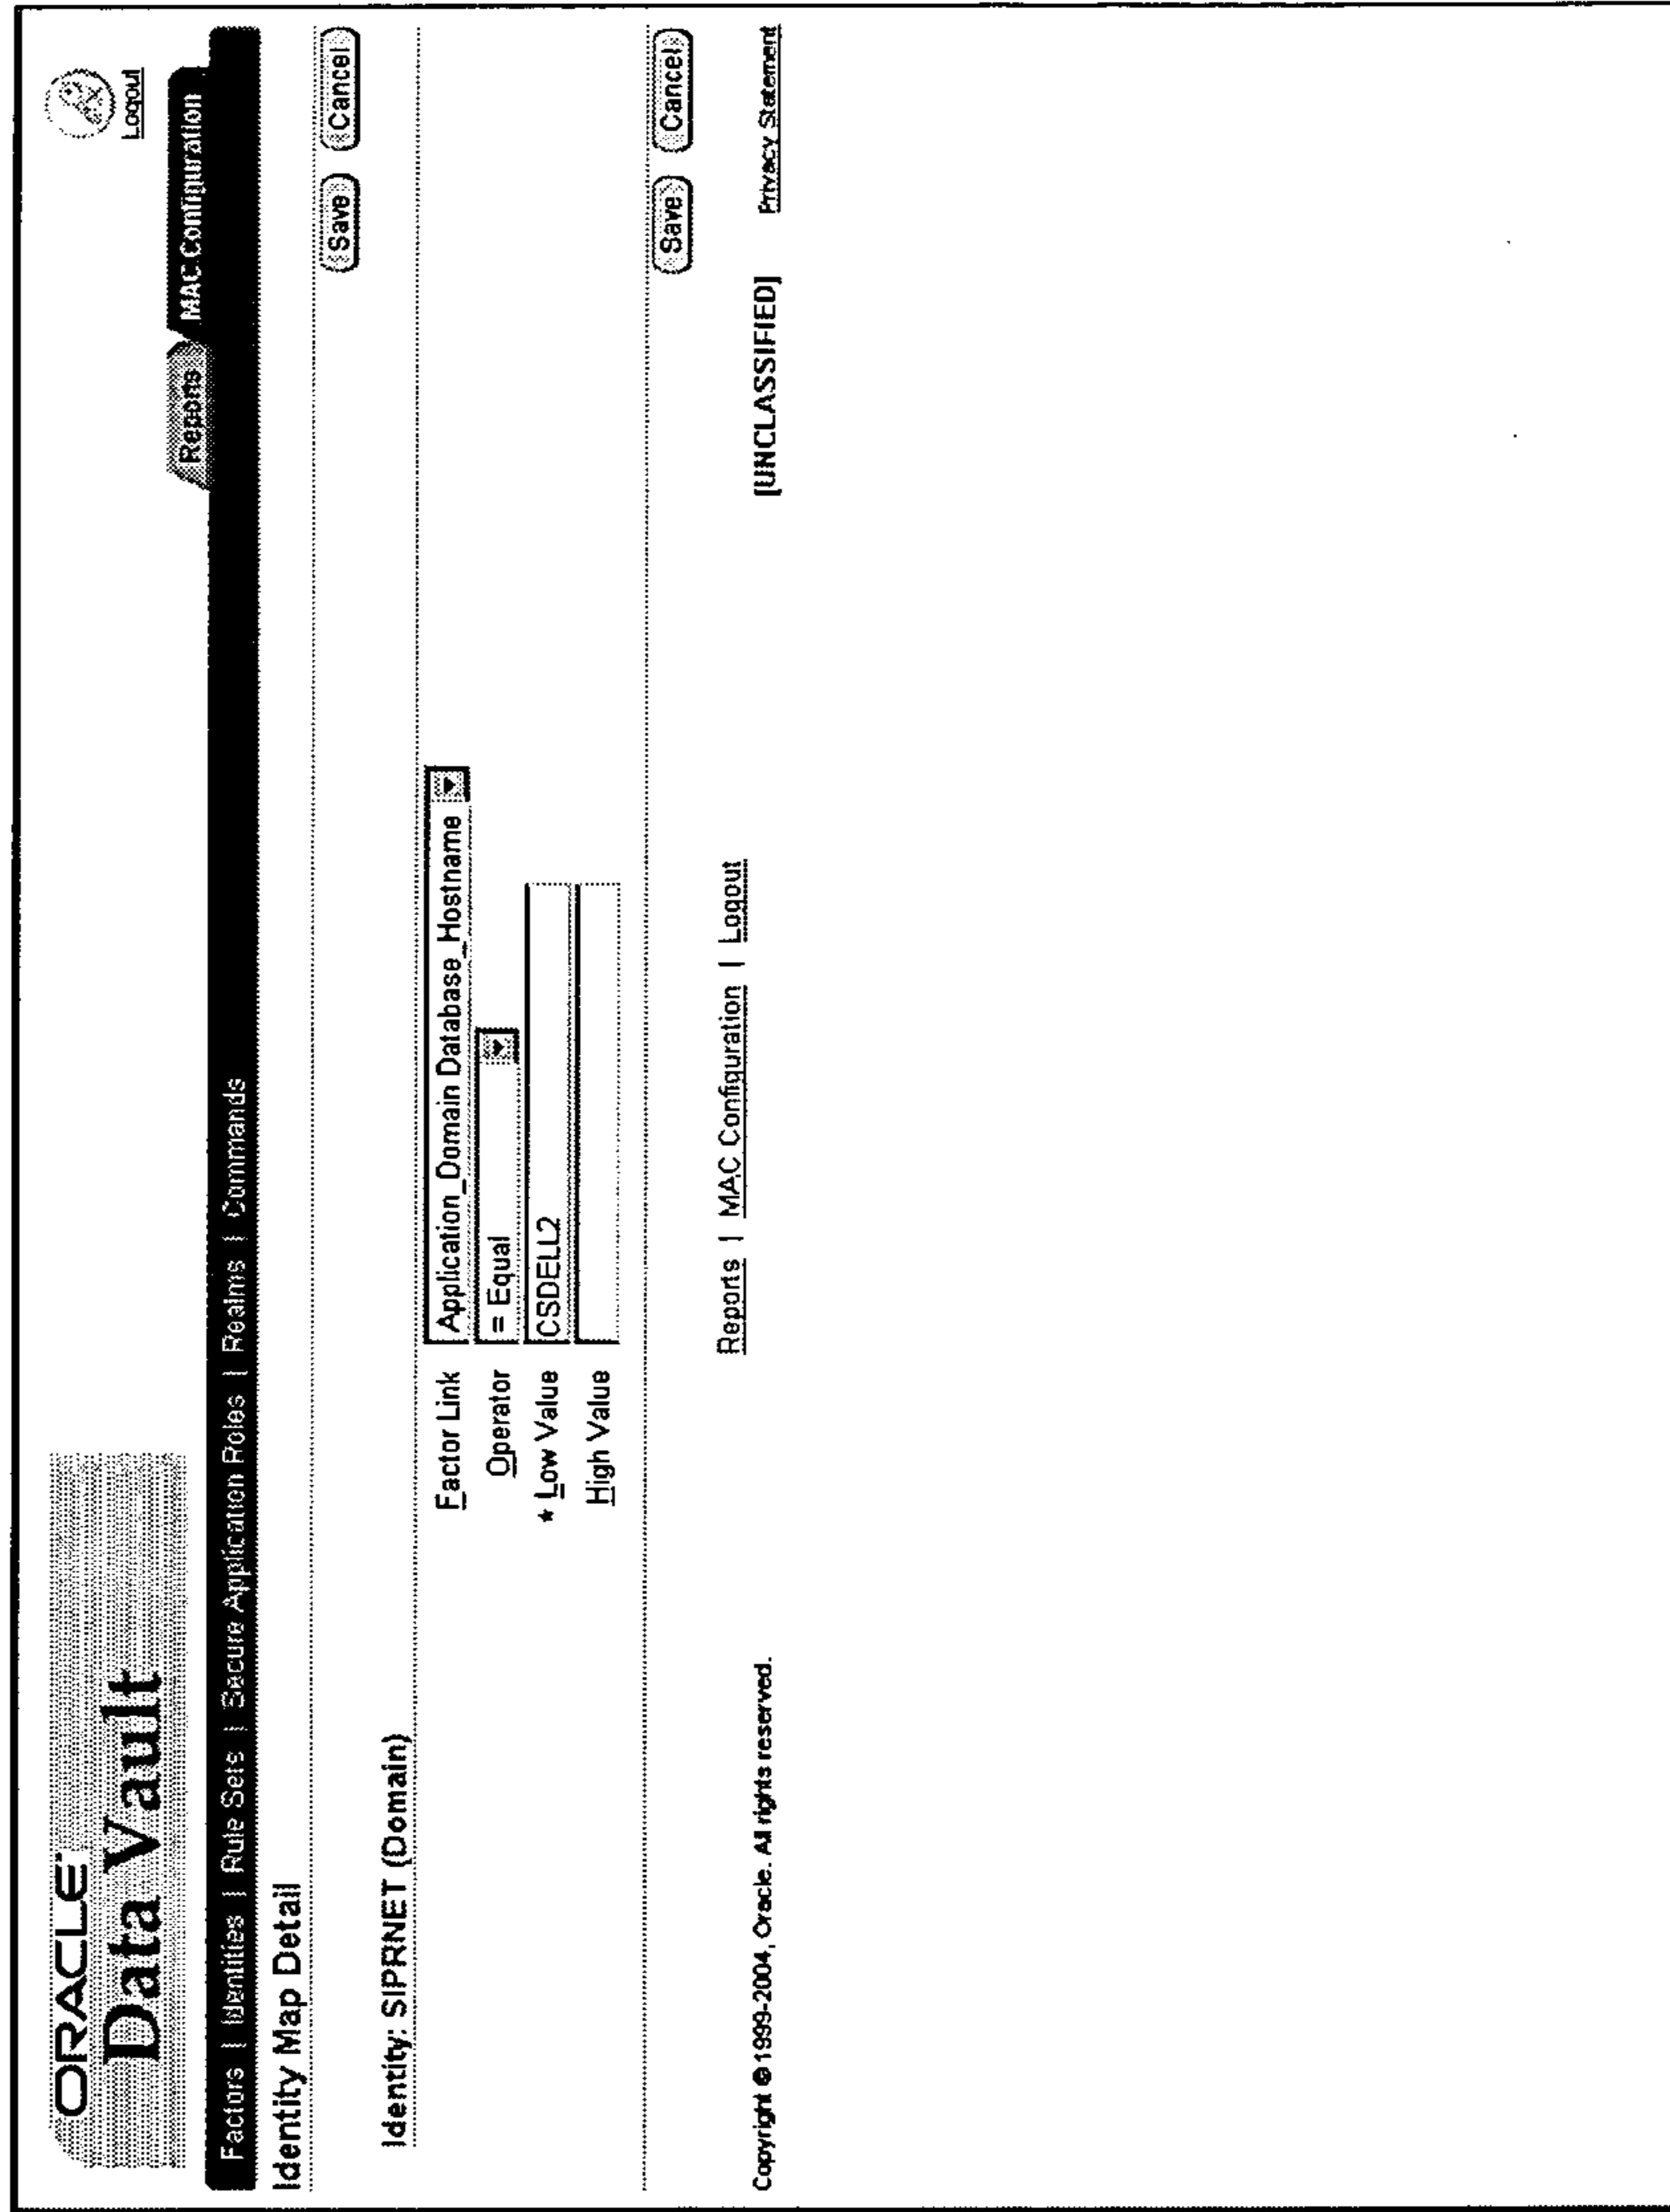 ORACLE
Data Vault
Logout
Reports MAC Configuration
Factors | Identities | Rule Sets | Secure Application Roles | Realms | Commands
Identity Map Detail
Save Cancel
Identity: SIPRNET (Domain)
Factor Link Application_Domain Database_Hostname
Operator = Equal
* Low Value CSDELL2
High Value
Save Cancel
Reports | MAC Configuration | Logout
Copyright © 1999-2004, Oracle. All rights reserved. [UNCLASSIFIED] Privacy Statement